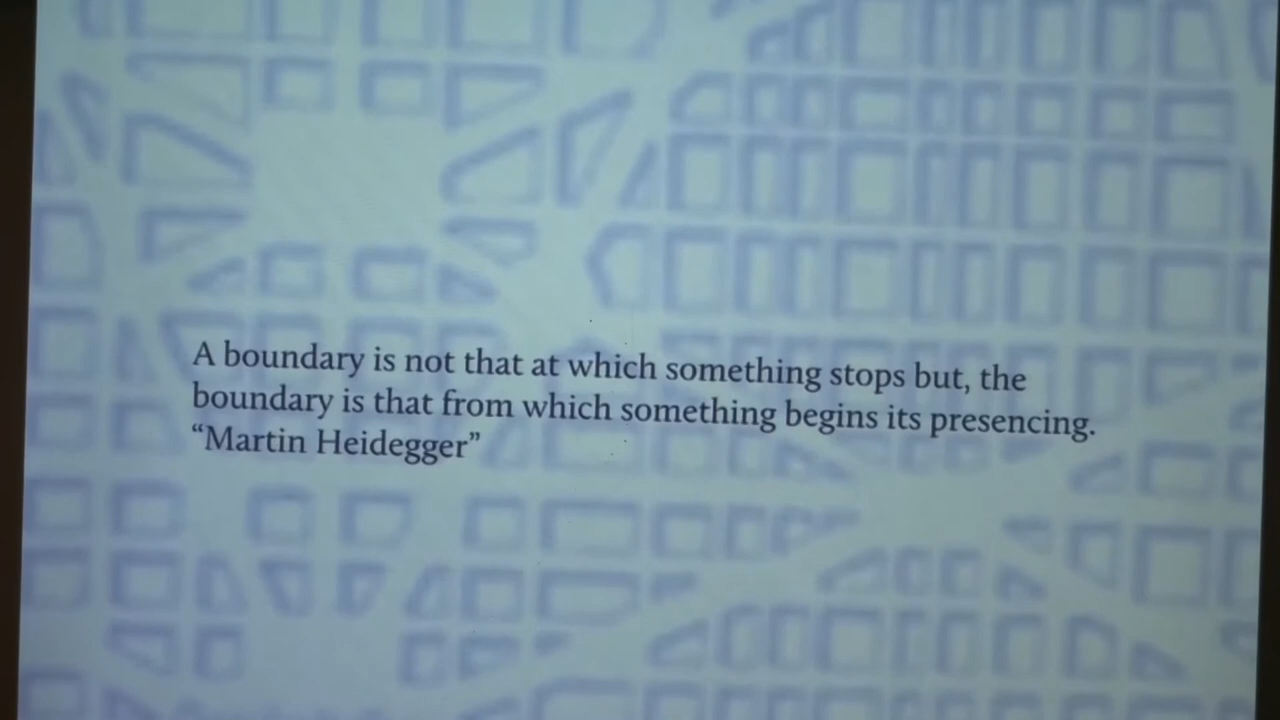 A boundary is not that at which something stops but, the
boundary is that from which something begins its presencing.
“Martin Heidegger”